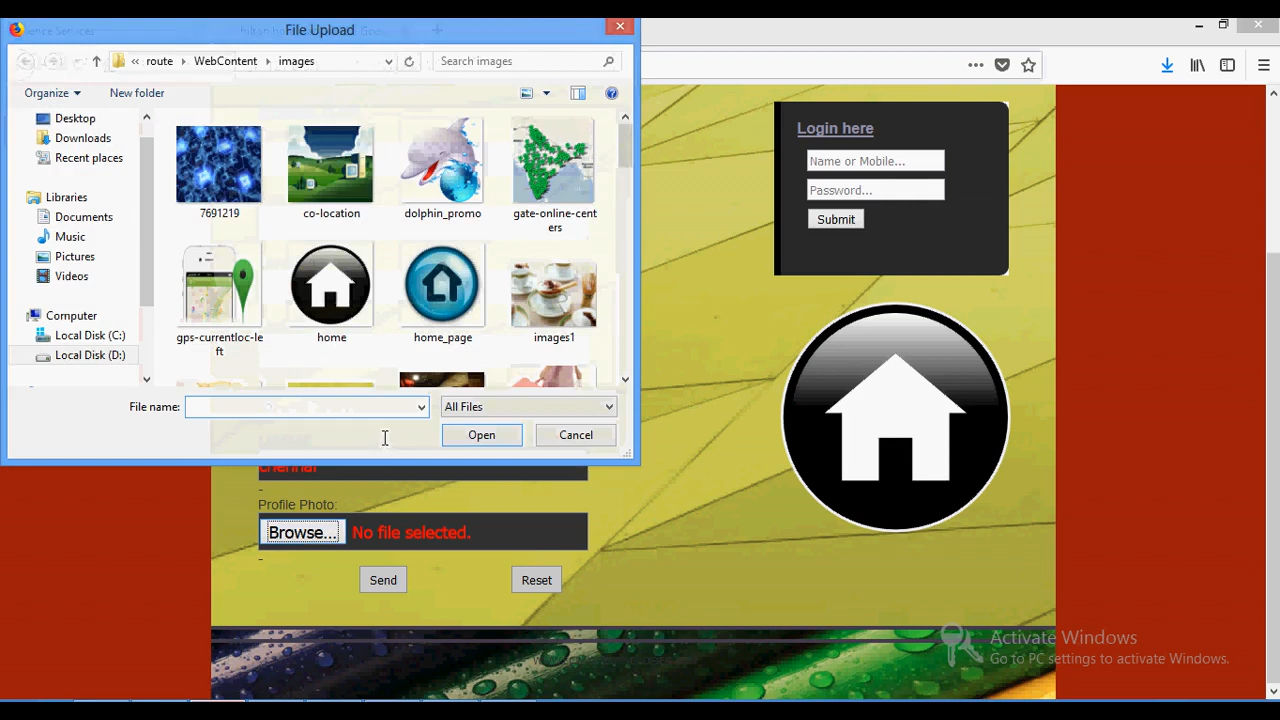 File Upload
route
WebContent
images
Search images
Organize
New folder
Desktop
Downloads
Recent places
Libraries
Documents
Music
Pictures
Videos
Computer
Local Disk (C:)
Local Disk (D:)
7691219
co-location
dolphin_promo
gate-online-cent
ers
gps-currentloc-le
ft
home
home_page
images1
File name:
All Files
Open
Cancel
Login here
Name or Mobile...
Password...
Submit
chennai
-
Profile Photo:
Browse... No file selected.
-
Send
Reset
Activate Windows
Go to PC settings to activate Windows.